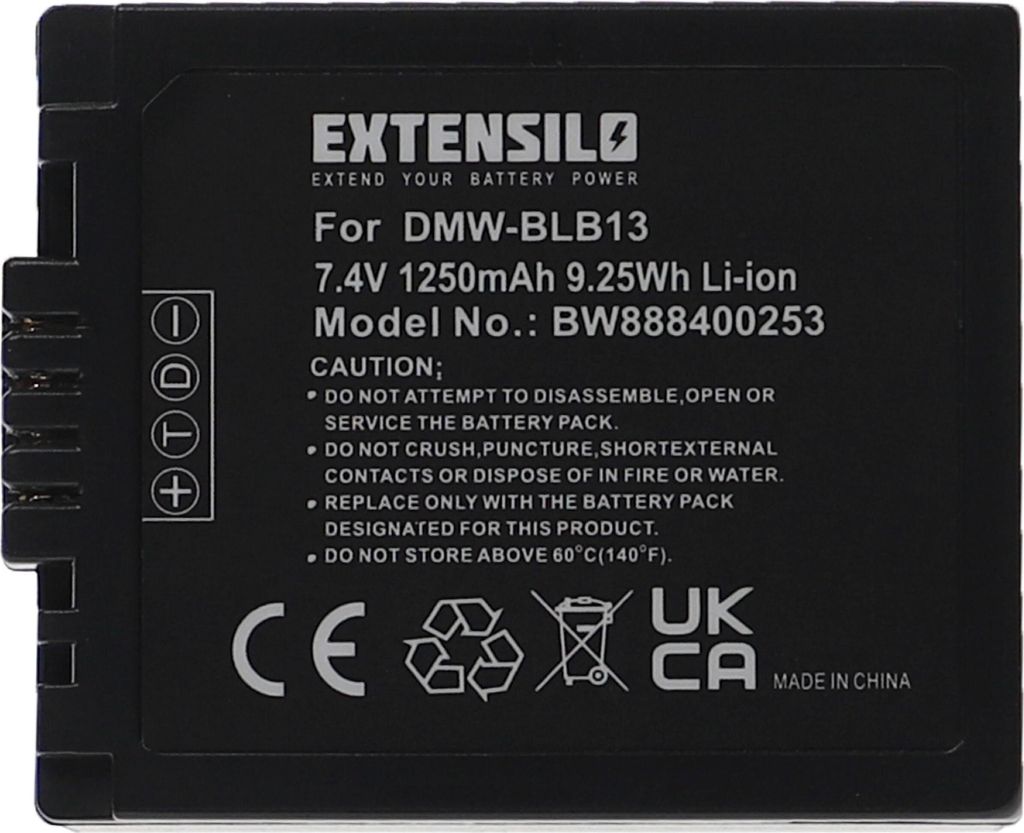 EXTENSILO
EXTEND YOUR BATTERY POWER
For DMW-BLB13
7.4V 1250mAh 9.25Wh Li-ion
Model No.: BW888400253
CAUTION;
• DO NOT ATTEMPT TO DISASSEMBLE,OPEN OR
SERVICE THE BATTERY PACK.
• DO NOT CRUSH,PUNCTURE,SHORTEXTERNAL
CONTACTS OR DISPOSE OF IN FIRE OR WATER.
• REPLACE ONLY WITH THE BATTERY PACK
DESIGNATED FOR THIS PRODUCT.
• DO NOT STORE ABOVE 60°C(140°F).
− D T +
CE
UK
CA
MADE IN CHINA